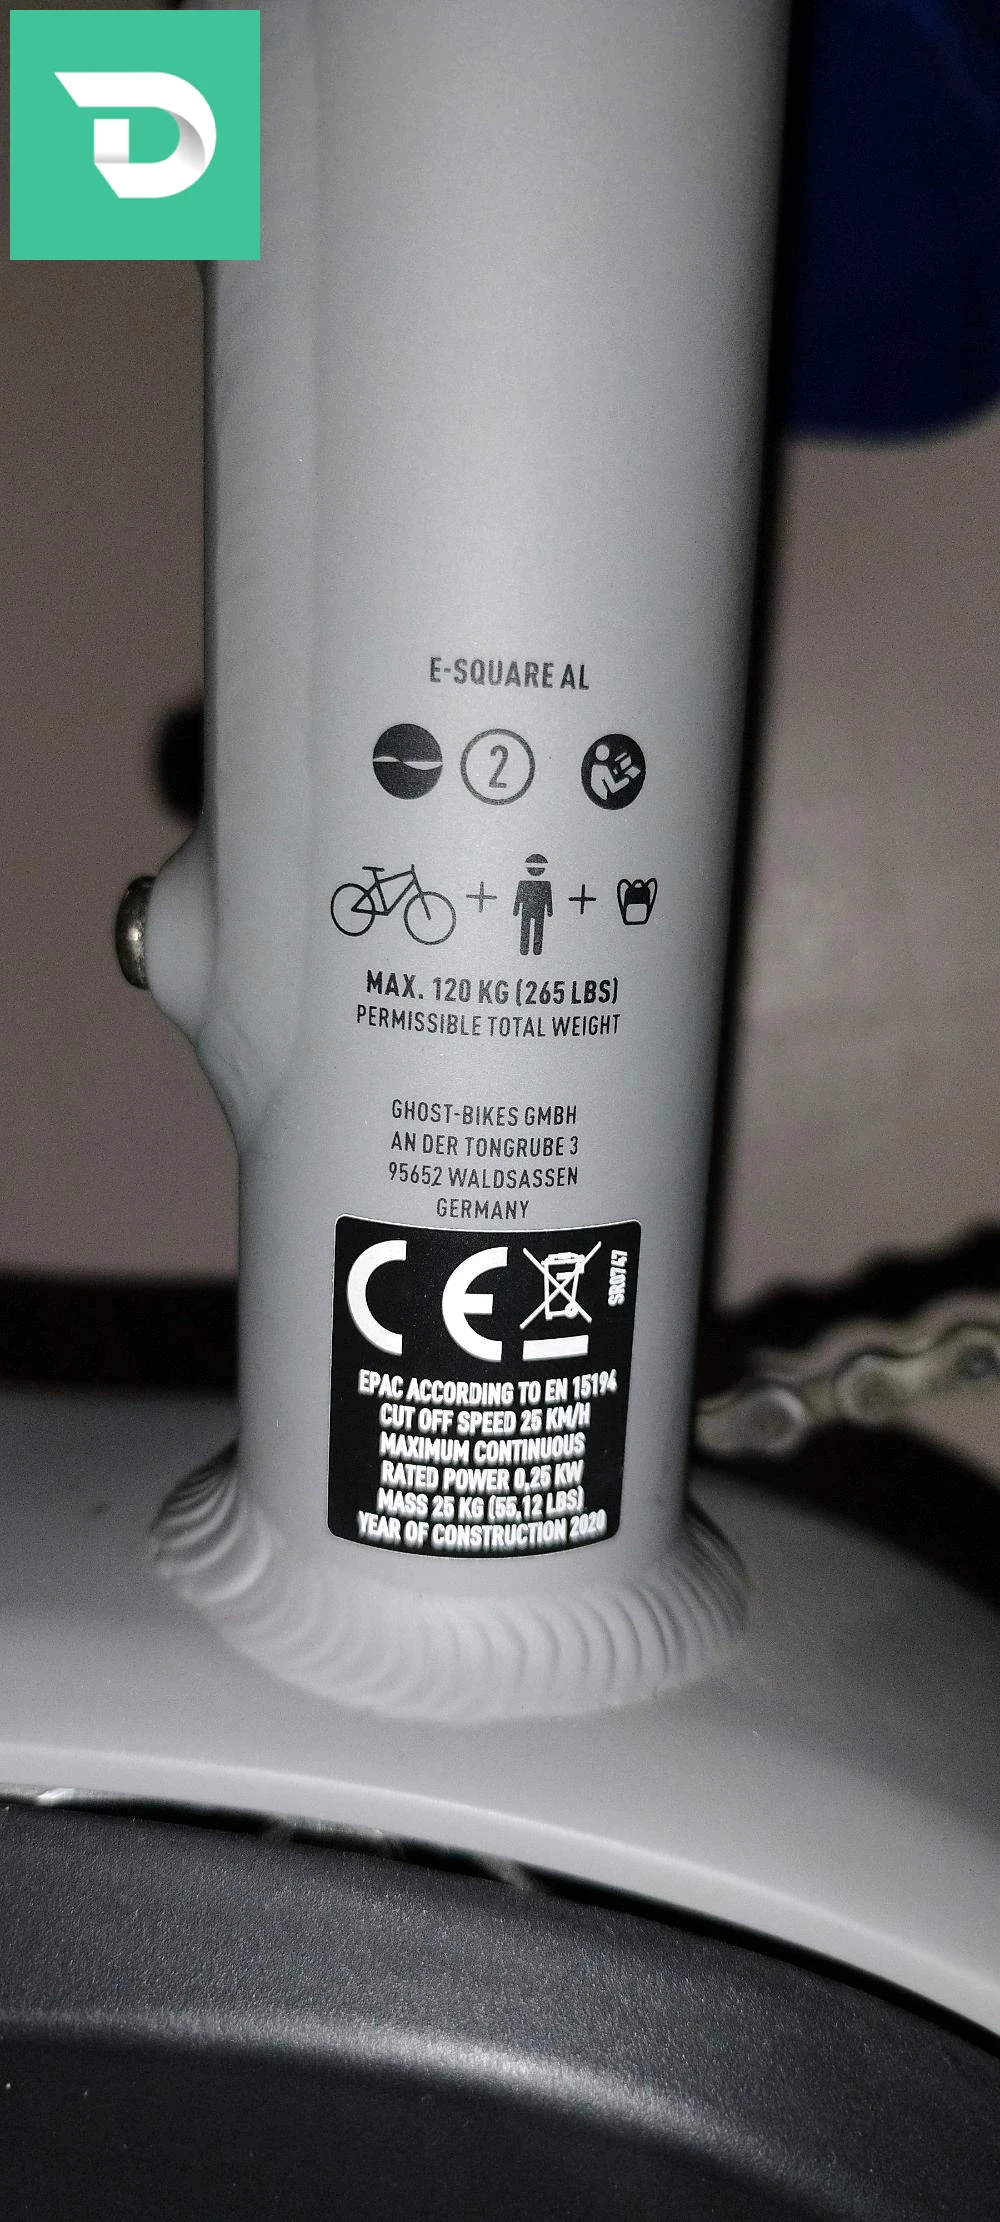 E-SQUARE AL
2
MAX. 120 KG (265 LBS)
PERMISSIBLE TOTAL WEIGHT
GHOST-BIKES GMBH
AN DER TONGRUBE 3
95652 WALDSASSEN
GERMANY
CE
SR0747
EPAC ACCORDING TO EN 15194
CUT OFF SPEED 25 KM/H
MAXIMUM CONTINUOUS
RATED POWER 0,25 KW
MASS 25 KG (55,12 LBS)
YEAR OF CONSTRUCTION 2020